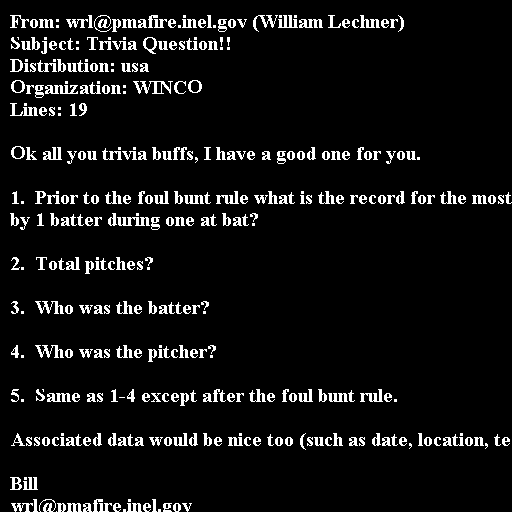 From: wrl@pmafire.inel.gov (William Lechner)
Subject: Trivia Question!!
Distribution: usa
Organization: WINCO
Lines: 19
Ok all you trivia buffs, I have a good one for you.
1.  Prior to the foul bunt rule what is the record for the most
by 1 batter during one at bat?
2.  Total pitches?
3.  Who was the batter?
4.  Who was the pitcher?
5.  Same as 1-4 except after the foul bunt rule.
Associated data would be nice too (such as date, location, te
Bill
wrl@pmafire.inel.gov